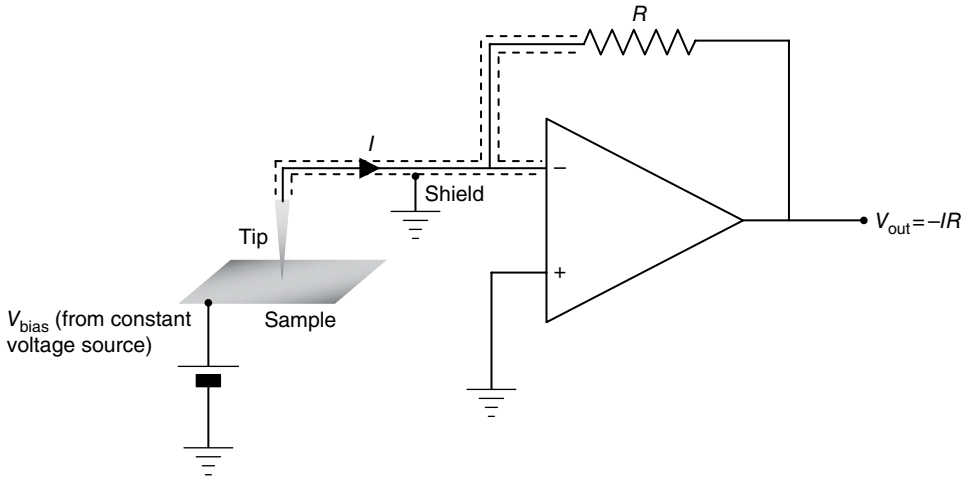 R
I
−
Shield
V_out = −IR
Tip
+
V_bias (from constant
voltage source)
Sample